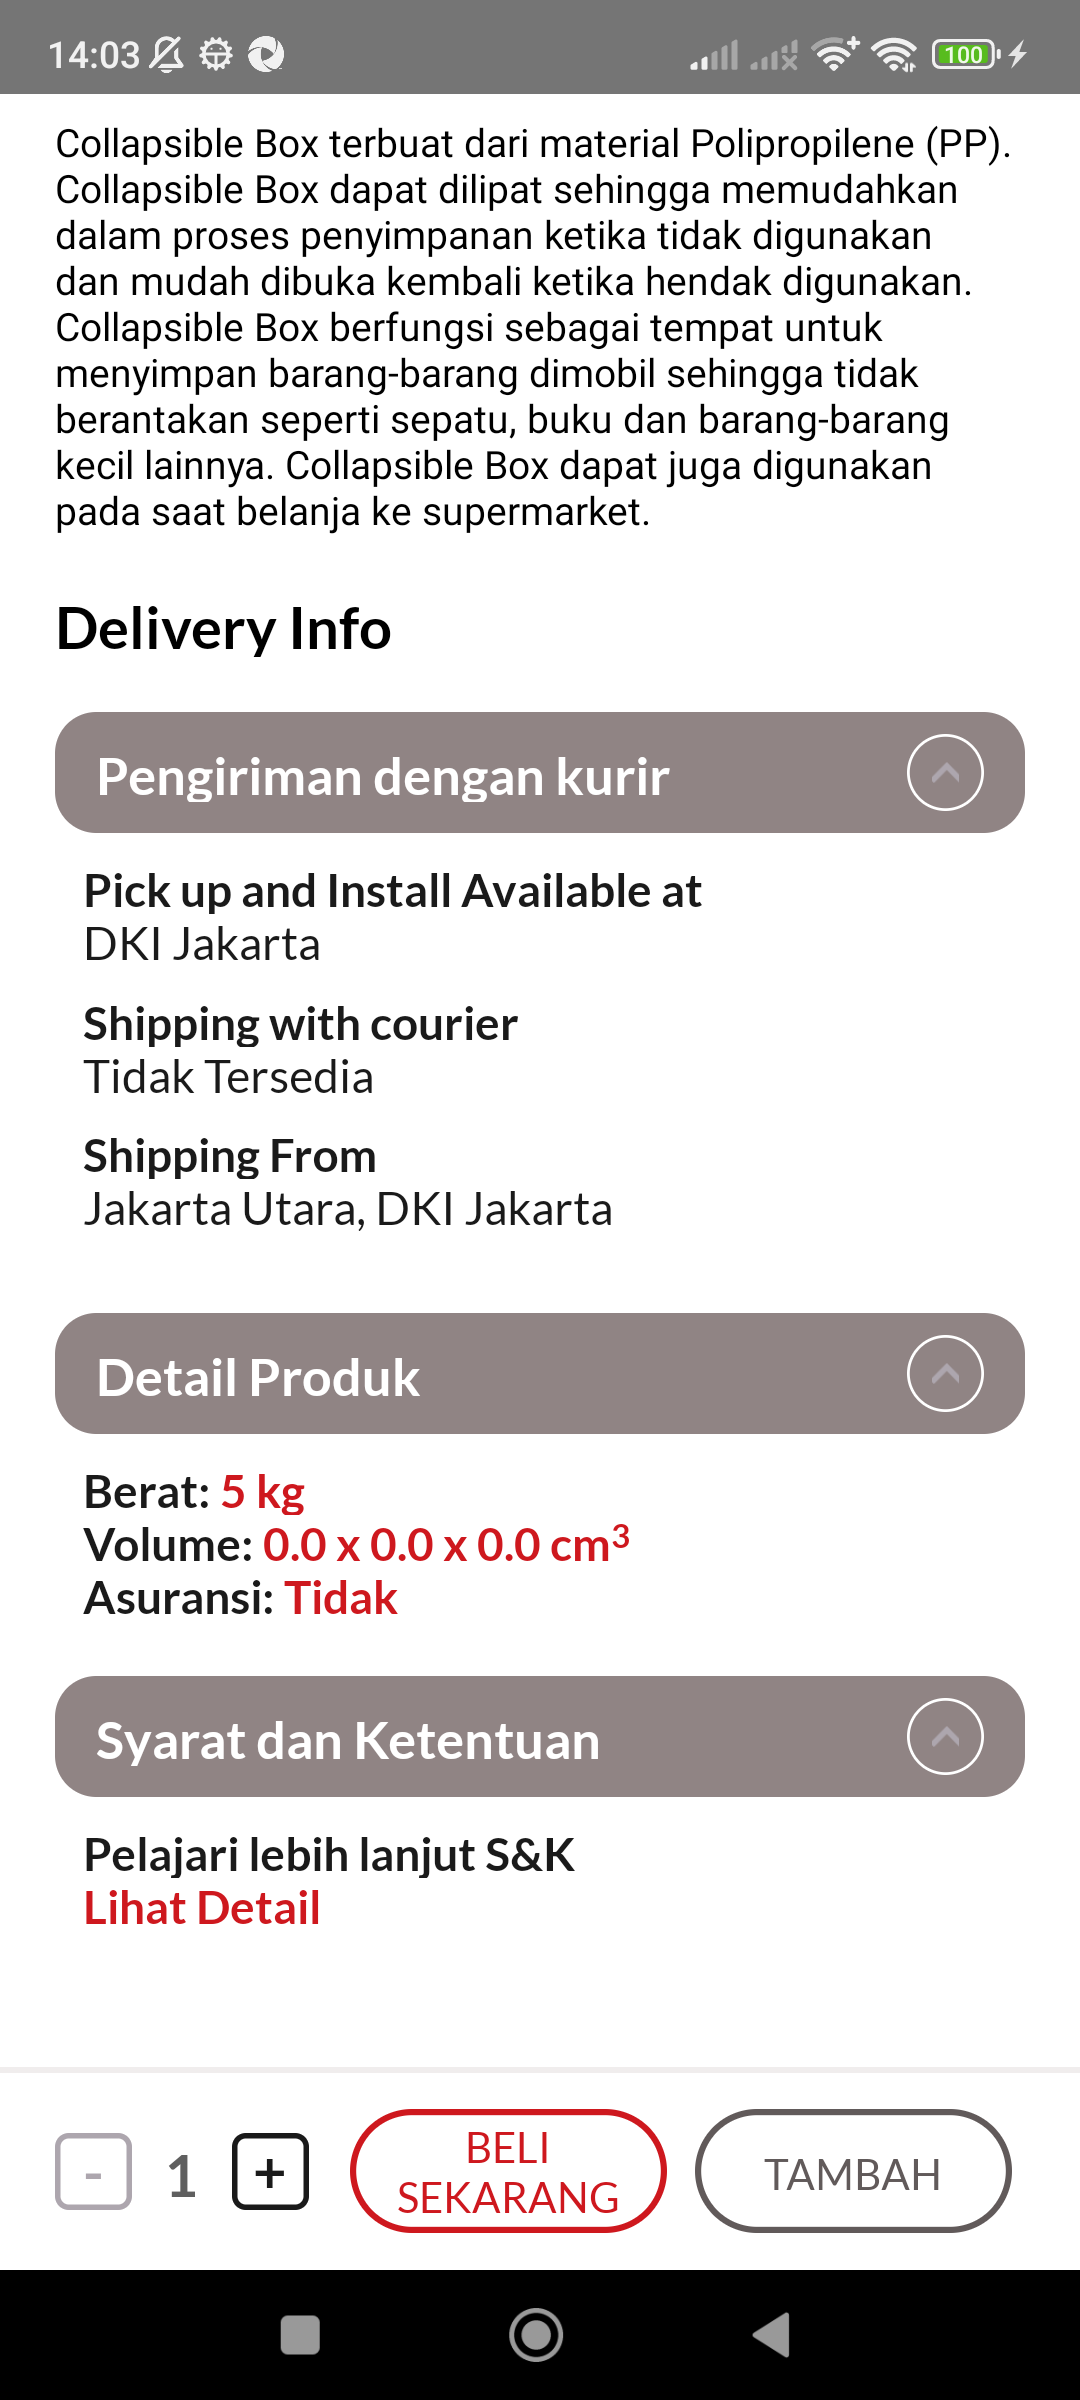 14:03
100
Collapsible Box terbuat dari material Polipropilene (PP).
Collapsible Box dapat dilipat sehingga memudahkan
dalam proses penyimpanan ketika tidak digunakan
dan mudah dibuka kembali ketika hendak digunakan.
Collapsible Box berfungsi sebagai tempat untuk
menyimpan barang-barang dimobil sehingga tidak
berantakan seperti sepatu, buku dan barang-barang
kecil lainnya. Collapsible Box dapat juga digunakan
pada saat belanja ke supermarket.
Delivery Info
Pengiriman dengan kurir
Pick up and Install Available at
DKI Jakarta
Shipping with courier
Tidak Tersedia
Shipping From
Jakarta Utara, DKI Jakarta
Detail Produk
Berat: 5 kg
Volume: 0.0 x 0.0 x 0.0 cm³
Asuransi: Tidak
Syarat dan Ketentuan
Pelajari lebih lanjut S&K
Lihat Detail
- 1 +
BELI
SEKARANG
TAMBAH